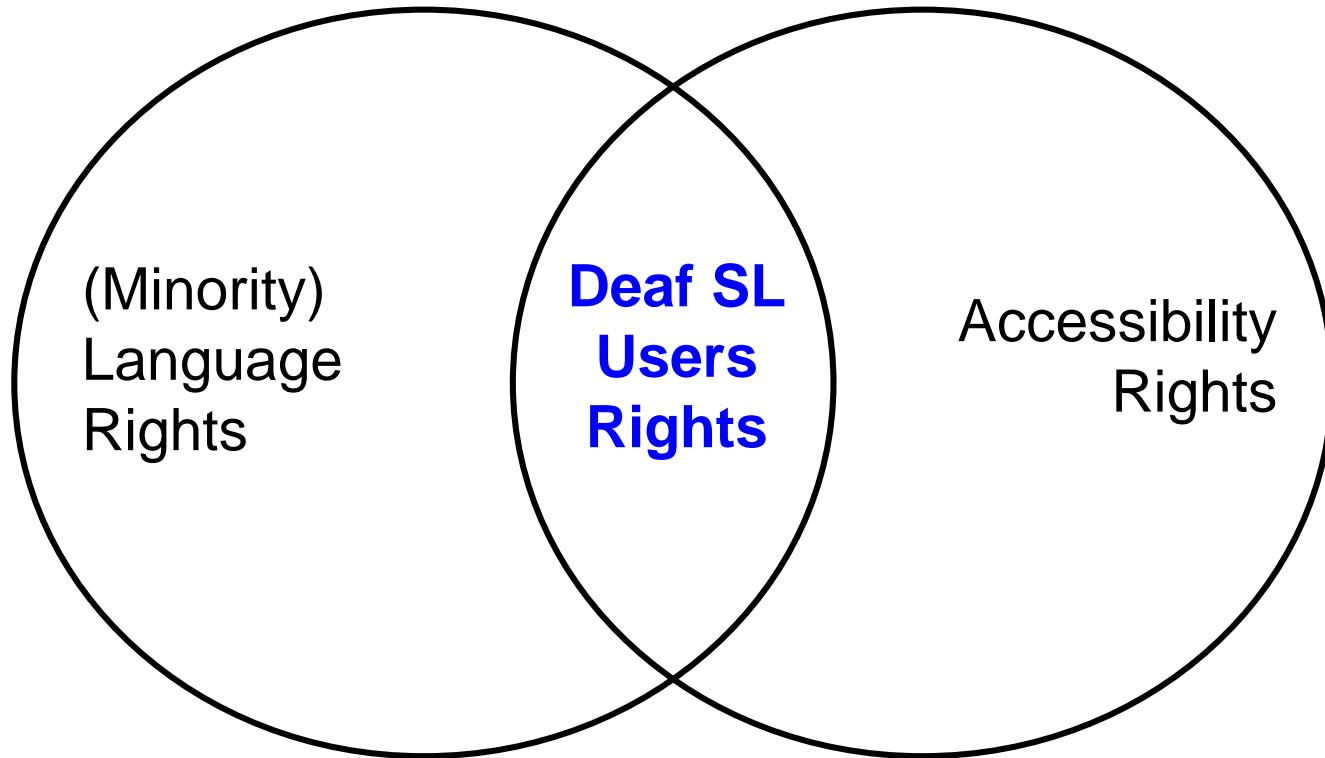 (Minority)
Language
Rights
Deaf SL
Users
Rights
Accessibility
Rights